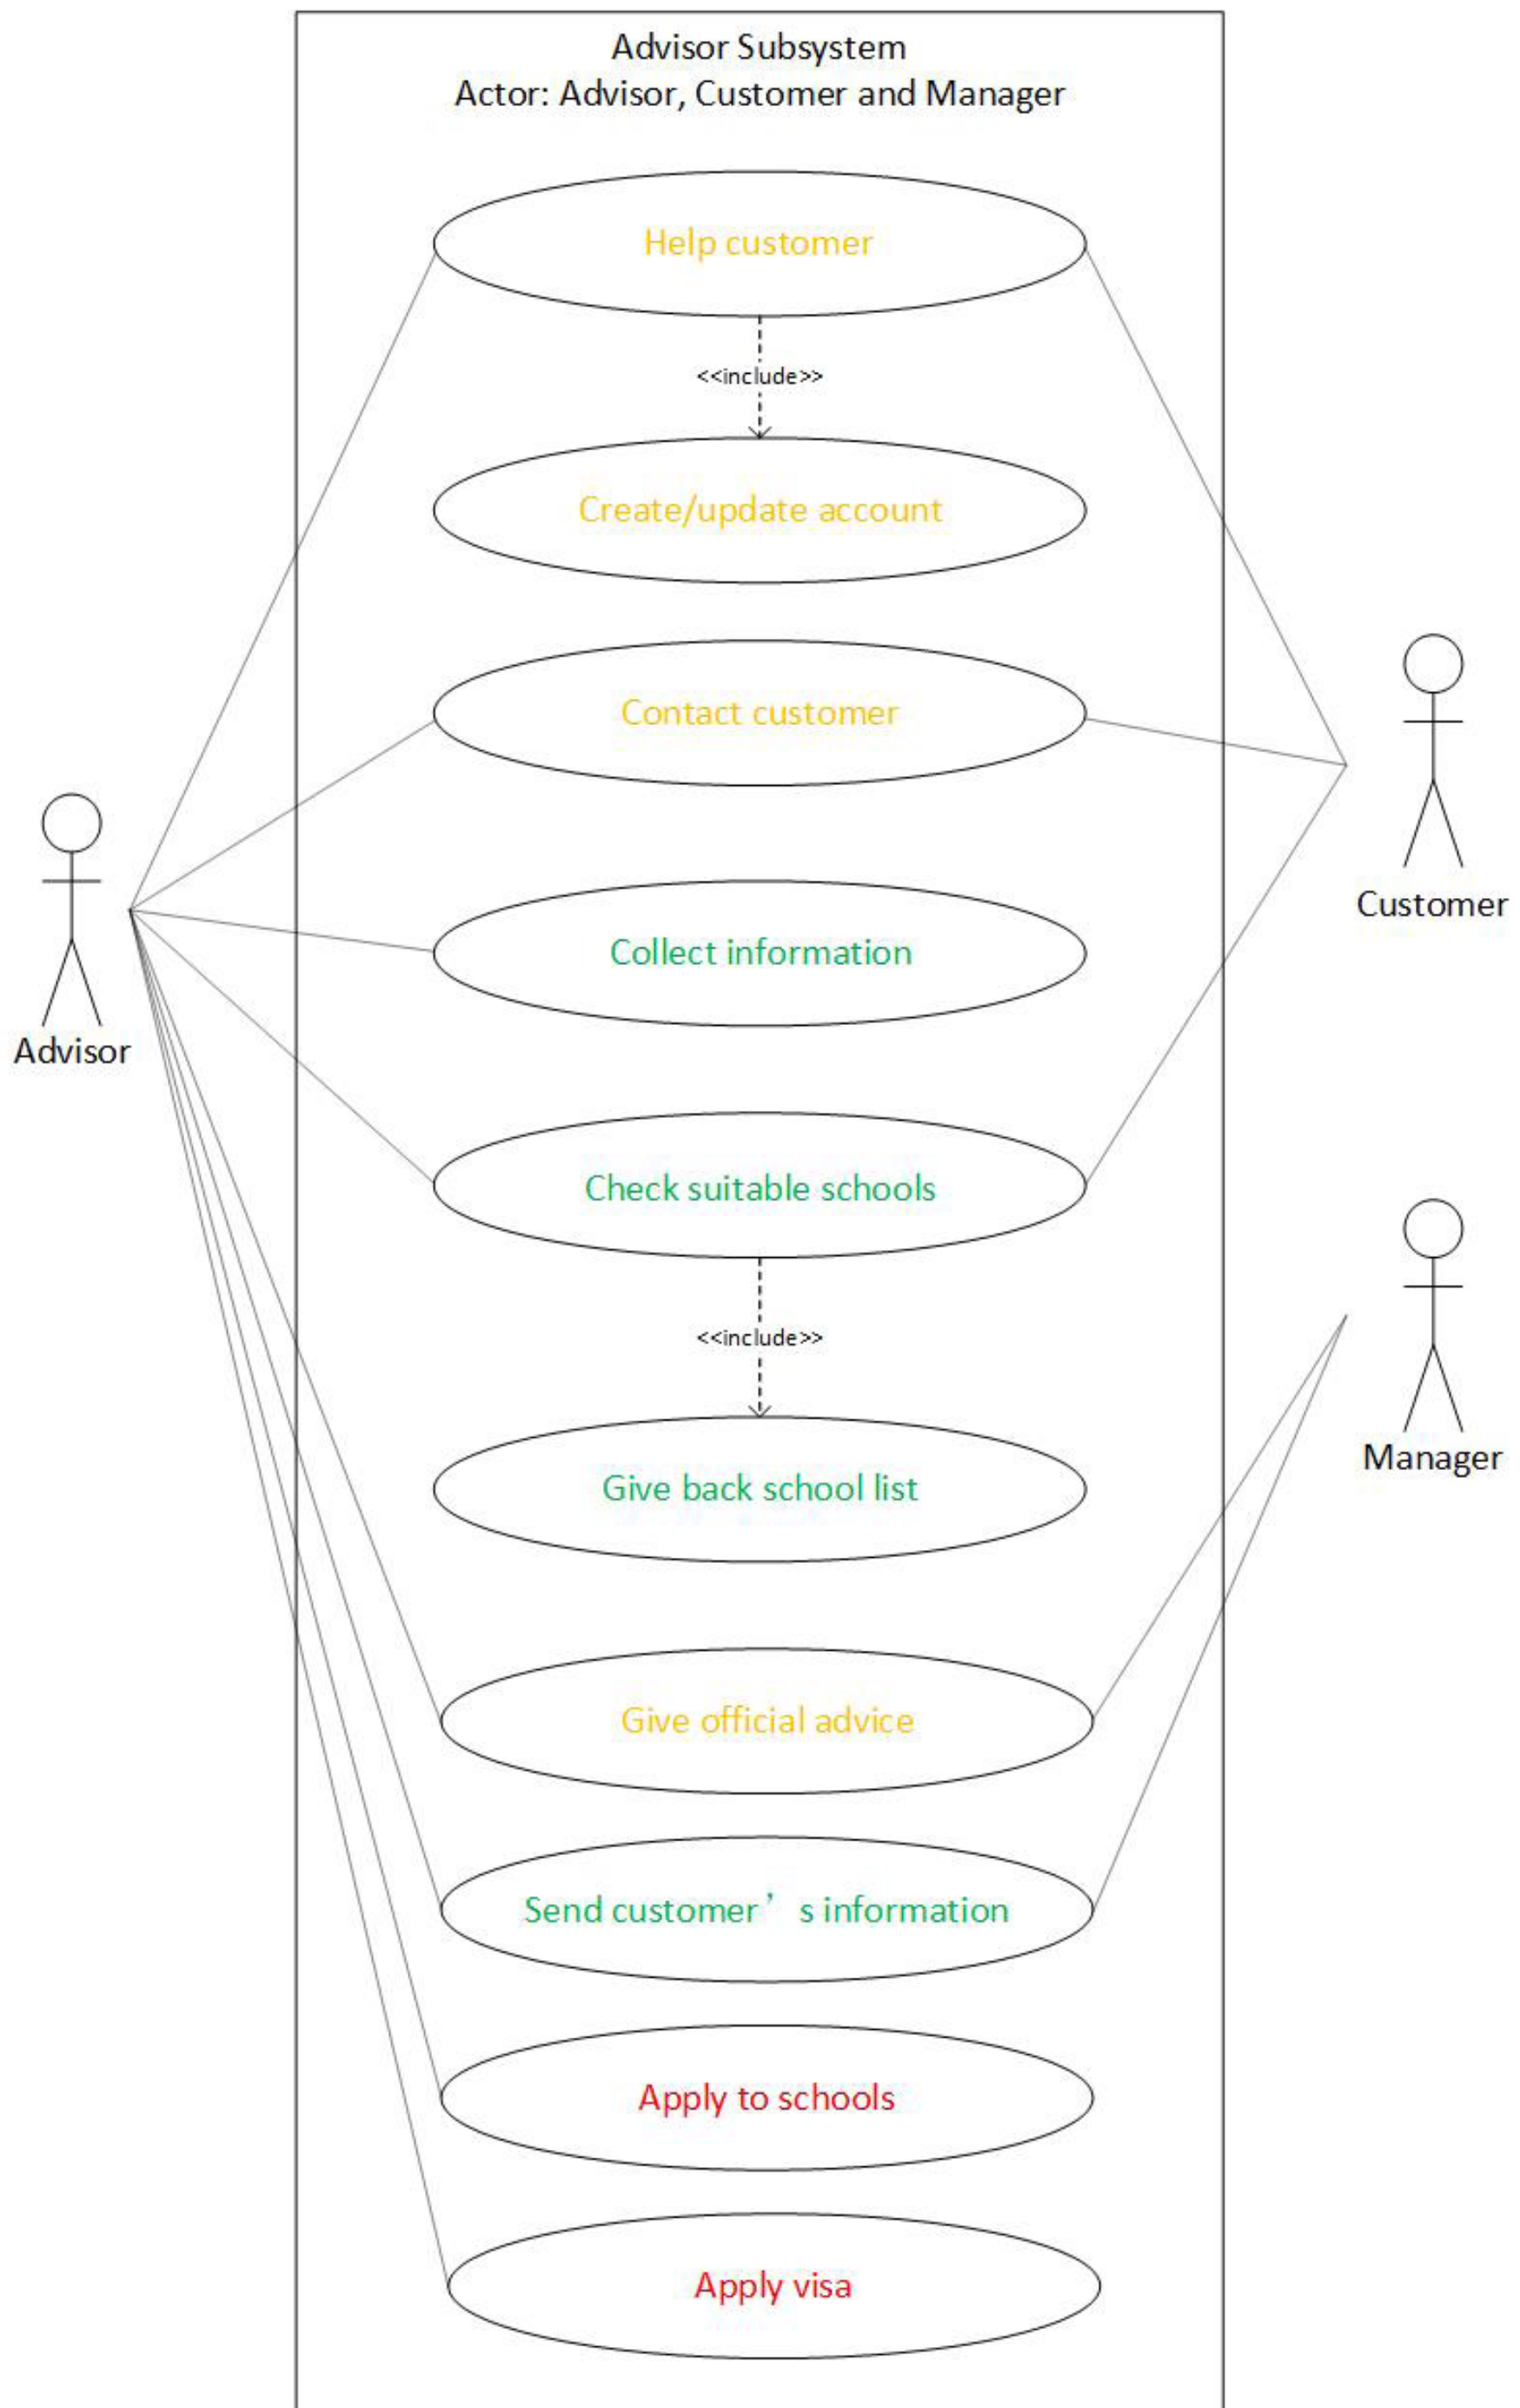 Advisor Subsystem
Actor: Advisor, Customer and Manager
Help customer
<<include>>
Create/update account
Contact customer
Customer
Collect information
Advisor
Check suitable schools
<<include>>
Manager
Give back school list
Give official advice
Send customer’s information
Apply to schools
Apply visa